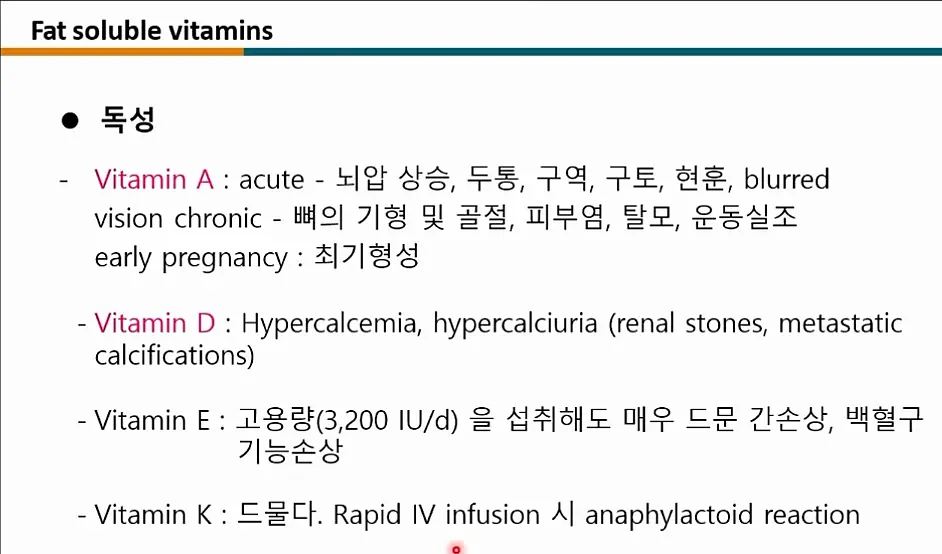 Fat soluble vitamins
● 독성
- Vitamin A : acute - 뇌압 상승, 두통, 구역, 구토, 현훈, blurred
vision chronic - 뼈의 기형 및 골절, 피부염, 탈모, 운동실조
early pregnancy : 최기형성
- Vitamin D : Hypercalcemia, hypercalciuria (renal stones, metastatic
calcifications)
- Vitamin E : 고용량(3,200 IU/d) 을 섭취해도 매우 드문 간손상, 백혈구
기능손상
- Vitamin K : 드물다. Rapid IV infusion 시 anaphylactoid reaction